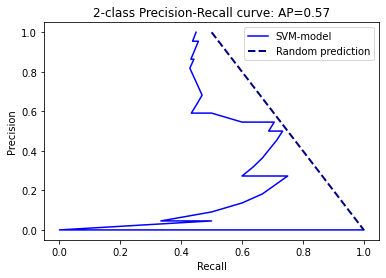 2-class Precision-Recall curve: AP=0.57
SVM-model
Random prediction
1.0
0.8
0.6
0.4
0.2
0.0
Precision
0.0 0.2 0.4 0.6 0.8 1.0
Recall